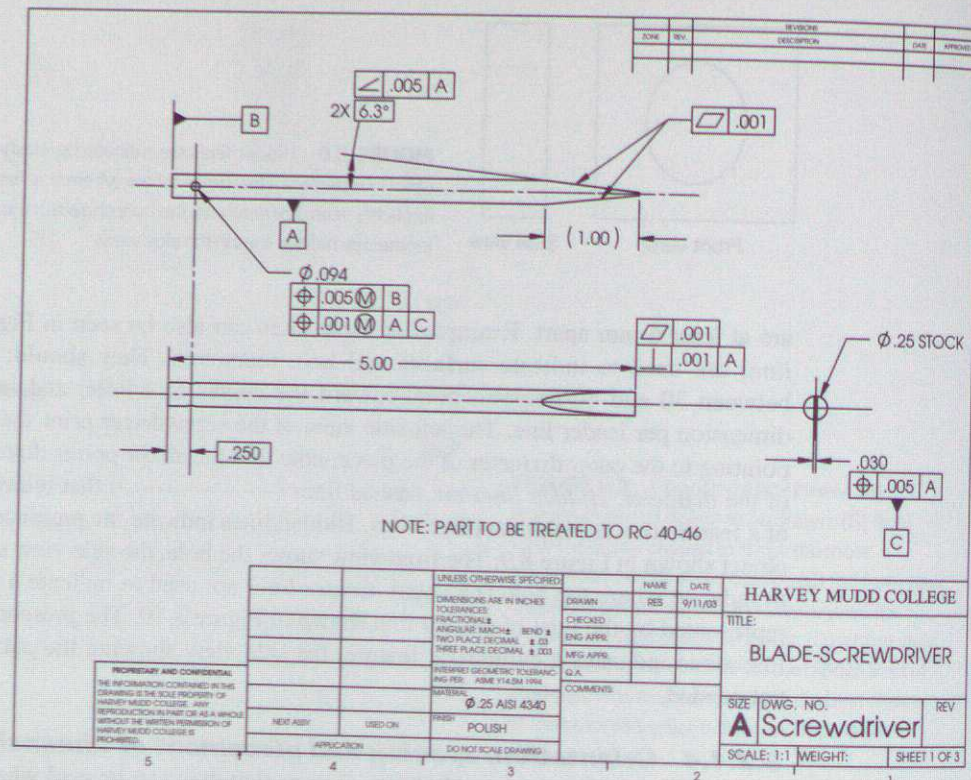 REVISIONS
ZONE REV. DESCRIPTION DATE APPROVED
∠ .005 A
2X 6.3°
B
⏥ .001
A
(1.00)
Ø.094
⌖ .005 Ⓜ B
⌖ .001 Ⓜ A C
⏥ .001
⟂ .001 A
5.00
Ø.25 STOCK
.250
.030
⌖ .005 A
C
NOTE: PART TO BE TREATED TO RC 40-46
UNLESS OTHERWISE SPECIFIED:
DIMENSIONS ARE IN INCHES
TOLERANCES:
FRACTIONAL ±
ANGULAR: MACH ± BEND ±
TWO PLACE DECIMAL ± .03
THREE PLACE DECIMAL ± .003
INTERPRET GEOMETRIC TOLERANC-
ING PER: ASME Y14.5M 1994
MATERIAL
Ø.25 AISI 4340
FINISH
POLISH
DO NOT SCALE DRAWING
NAME DATE
DRAWN RES 9/11/03
CHECKED
ENG APPR.
MFG APPR.
Q.A.
COMMENTS:
HARVEY MUDD COLLEGE
TITLE:
BLADE-SCREWDRIVER
SIZE DWG. NO. REV
A Screwdriver
SCALE: 1:1 WEIGHT: SHEET 1 OF 3
PROPRIETARY AND CONFIDENTIAL
THE INFORMATION CONTAINED IN THIS
DRAWING IS THE SOLE PROPERTY OF
HARVEY MUDD COLLEGE. ANY
REPRODUCTION IN PART OR AS A WHOLE
WITHOUT THE WRITTEN PERMISSION OF
HARVEY MUDD COLLEGE IS
PROHIBITED.
NEXT ASSY USED ON
APPLICATION
5 4 3 2 1